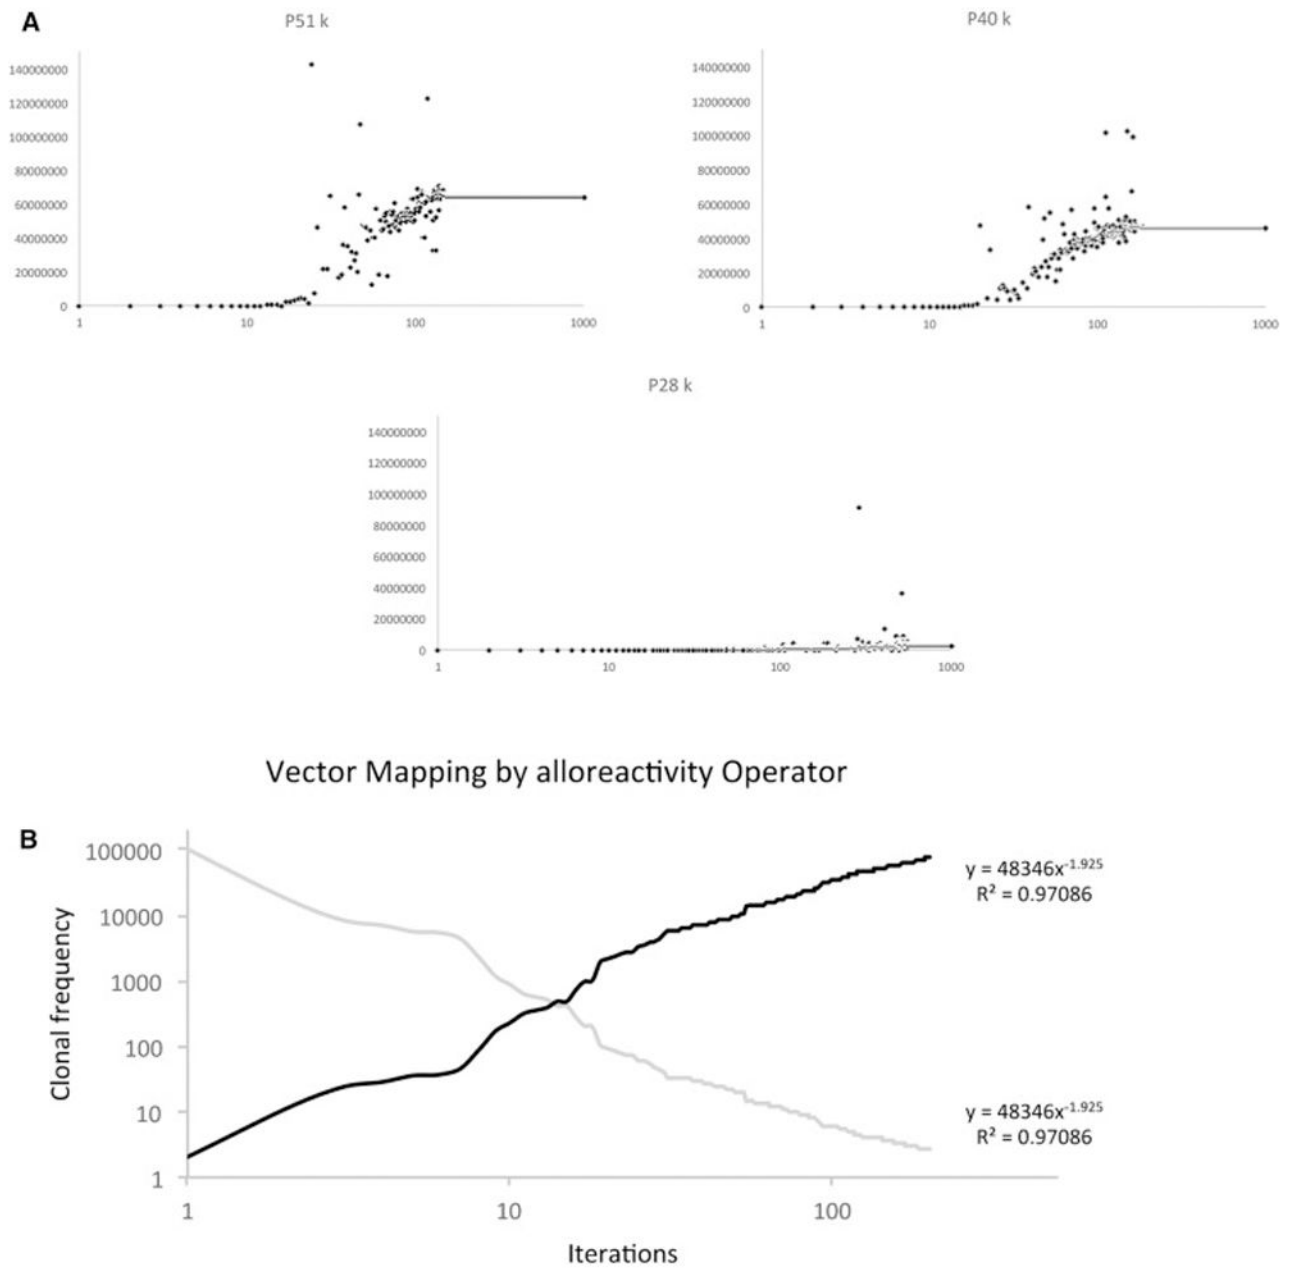 A
P51 k
140000000
120000000
100000000
80000000
60000000
40000000
20000000
0
1 10 100 1000
P40 k
140000000
120000000
100000000
80000000
60000000
40000000
20000000
0
1 10 100 1000
P28 k
140000000
120000000
100000000
80000000
60000000
40000000
20000000
0
1 10 100 1000
Vector Mapping by alloreactivity Operator
B
Clonal frequency
100000
10000
1000
100
10
1
y = 48346x^-1.925
R² = 0.97086
y = 48346x^-1.925
R² = 0.97086
1 10 100
Iterations